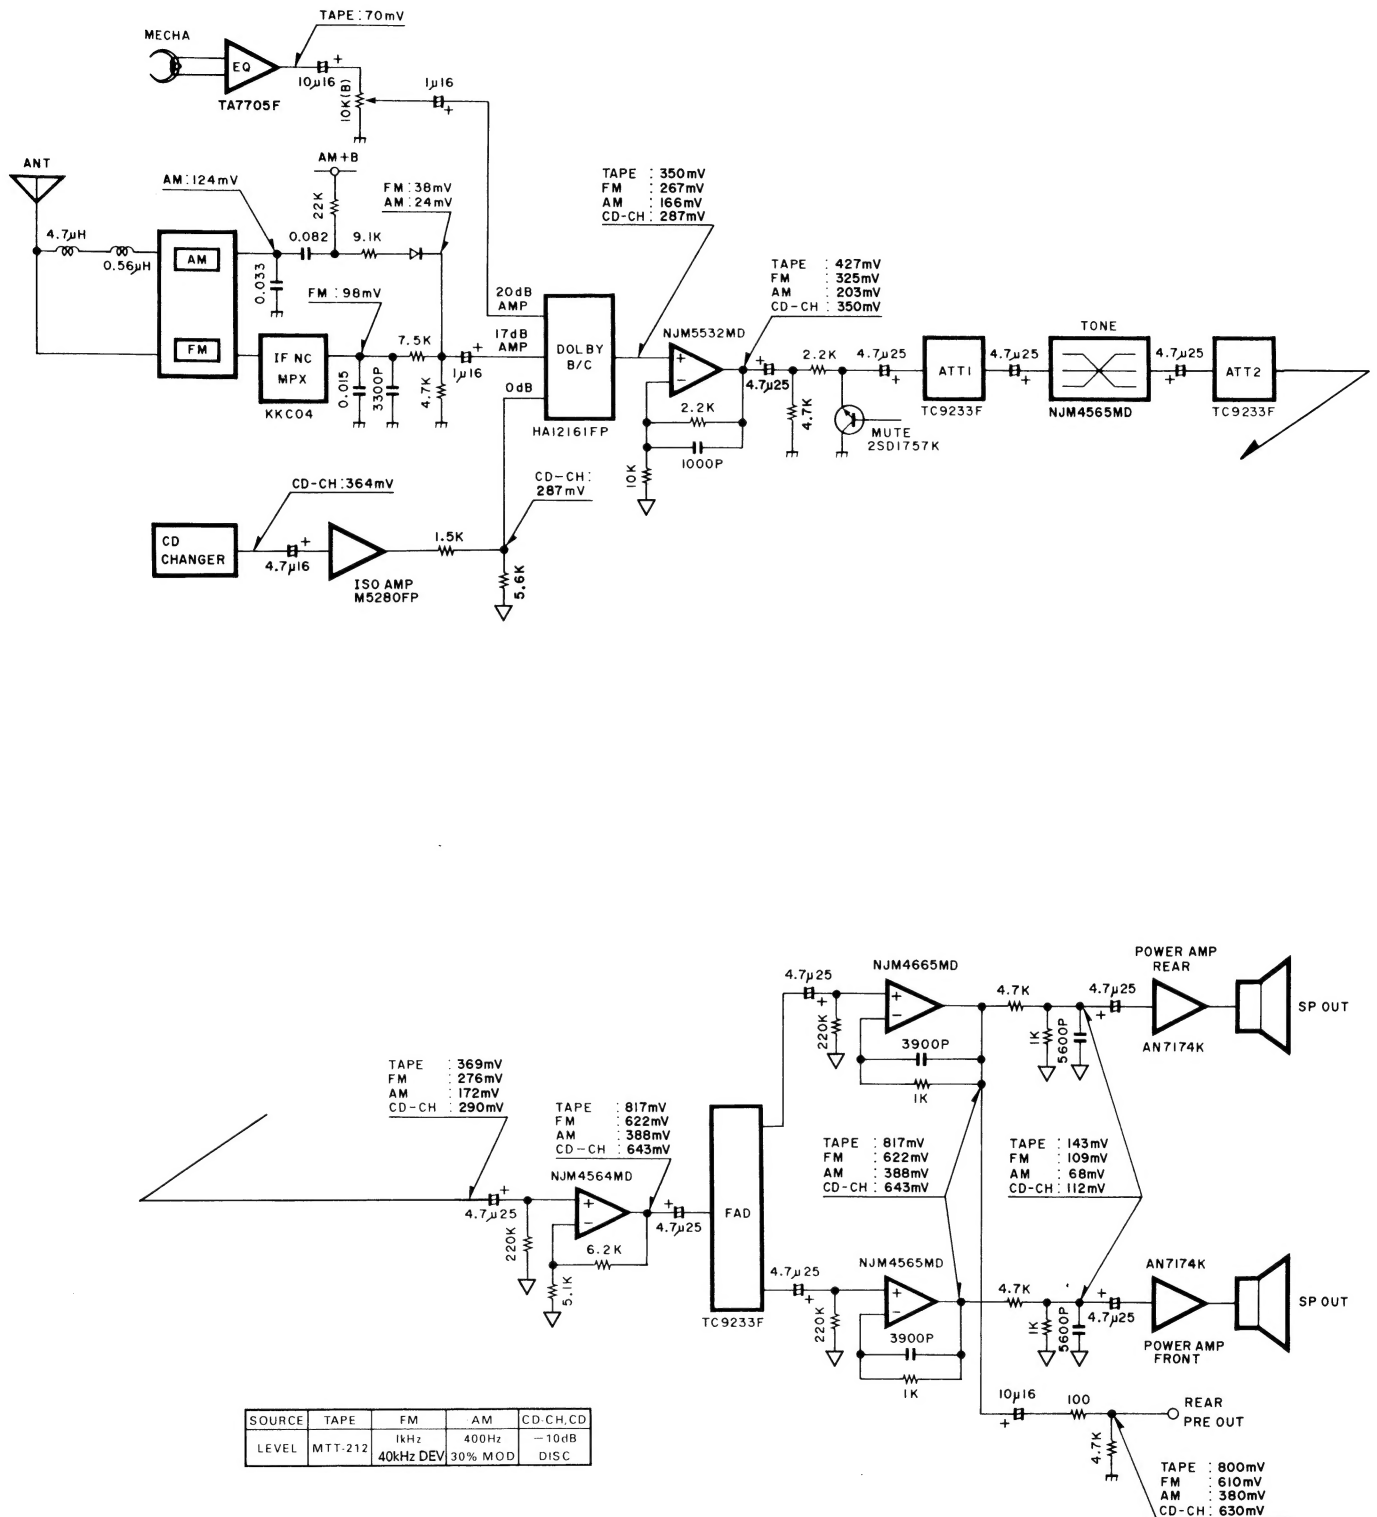 TAPE:70mV
MECHA
EQ
TA7705F
10µ16
+
10K(B)
1µ16
+
ANT
AM:124mV
AM+B
22K
FM:38mV
AM:24mV
4.7µH
0.56µH
AM
FM
0.082
9.1K
0.033
FM:98mV
IF NC
MPX
KKC04
0.015
3300P
7.5K
4.7K
+
1µ16
20dB
AMP
17dB
AMP
0dB
DOLBY
B/C
HA12161FP
TAPE : 350mV
FM : 267mV
AM : 166mV
CD-CH : 287mV
TAPE : 427mV
FM : 325mV
AM : 203mV
CD-CH : 350mV
NJM5532MD
+
−
2.2K
1000P
10K
+
4.7µ25
4.7K
2.2K
MUTE
2SD1757K
4.7µ25
+
ATT1
TC9233F
4.7µ25
+
TONE
NJM4565MD
4.7µ25
+
ATT2
TC9233F
CD-CH:364mV
CD
CHANGER
+
4.7µ16
ISO AMP
M5280FP
1.5K
CD-CH:
287mV
5.6K
TAPE : 369mV
FM : 276mV
AM : 172mV
CD-CH : 290mV
TAPE : 817mV
FM : 622mV
AM : 388mV
CD-CH : 643mV
NJM4564MD
+
4.7µ25
220K
+
−
6.2K
5.1K
+
4.7µ25
FAD
TC9233F
4.7µ25
+
220K
NJM4665MD
+
−
3900P
1K
4.7K
1K
5600P
4.7µ25
+
POWER AMP
REAR
AN7174K
SP OUT
TAPE : 817mV
FM : 622mV
AM : 388mV
CD-CH : 643mV
TAPE : 143mV
FM : 109mV
AM : 68mV
CD-CH : 112mV
4.7µ25
+
220K
NJM4565MD
+
−
3900P
1K
4.7K
1K
5600P
+
4.7µ25
AN7174K
POWER AMP
FRONT
SP OUT
10µ16
+
100
4.7K
REAR
PRE OUT
TAPE : 800mV
FM : 610mV
AM : 380mV
CD-CH : 630mV
SOURCE TAPE FM AM CD-CH,CD
LEVEL MTT-212 1kHz 40kHz DEV 400Hz 30% MOD −10dB DISC